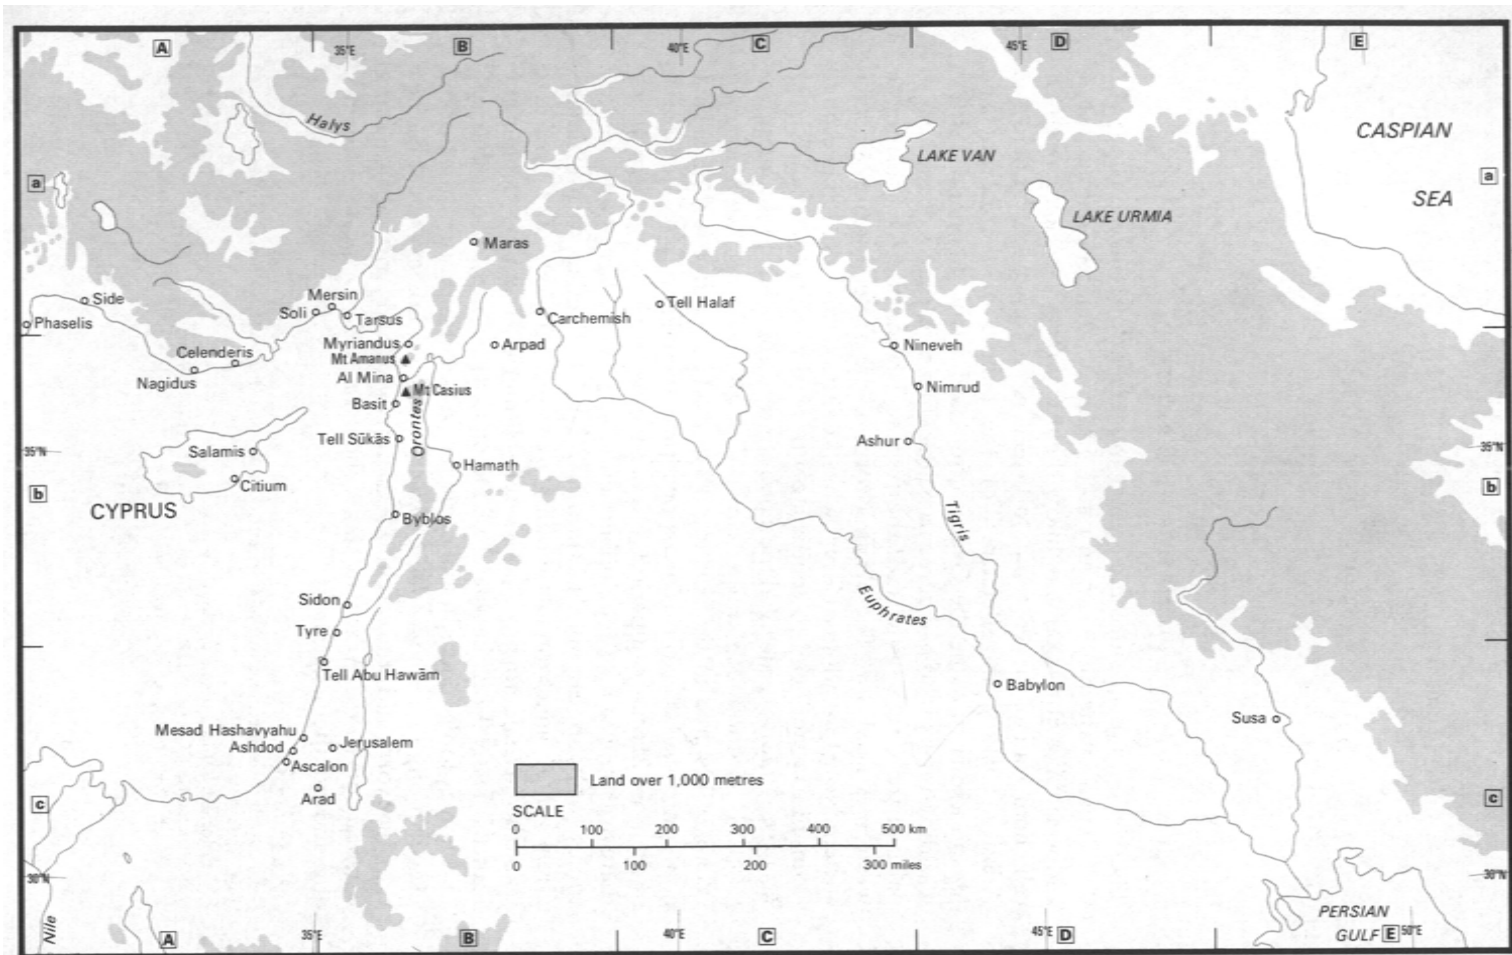 A
35°E
B
40°E
C
45°E
D
E
Halys
CASPIAN
SEA
LAKE VAN
a
a
LAKE URMIA
Maras
Side
Mersin
Soli
Tarsus
Tell Halaf
Phaselis
Carchemish
Myriandus
Arpad
Nineveh
Celenderis
Mt Amanus
Nagidus
Al Mina
Mt Casius
Nimrud
Basit
Orontes
Tell Sūkās
Ashur
35°N
Salamis
35°N
Hamath
Citium
b
b
CYPRUS
Byblos
Tigris
Sidon
Euphrates
Tyre
Tell Abu Hawām
Babylon
Susa
Mesad Hashavyahu
Ashdod
Jerusalem
Ascalon
Arad
Land over 1,000 metres
c
c
SCALE
0 100 200 300 400 500 km
0 100 200 300 miles
30°N
30°N
Nile
PERSIAN
GULF
A
35°E
B
40°E
C
45°E
D
E
50°E